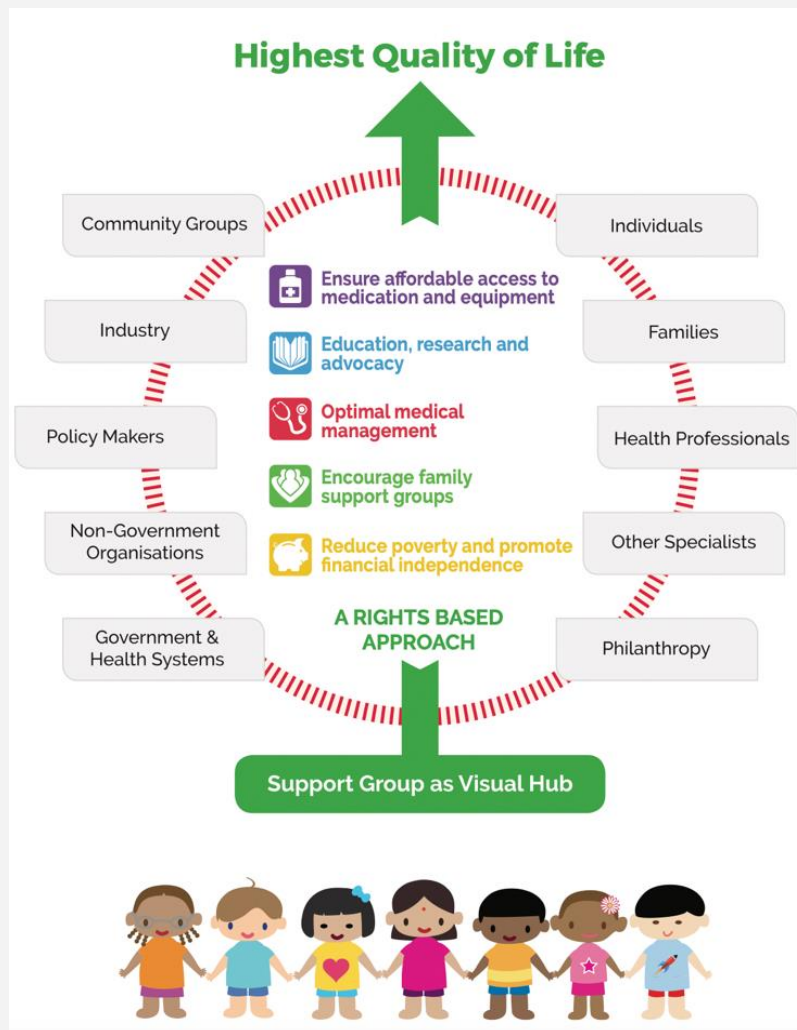 Highest Quality of Life
Community Groups
Individuals
Industry
Families
Policy Makers
Health Professionals
Non-Government
Organisations
Other Specialists
Government &
Health Systems
Philanthropy
Ensure affordable access to
medication and equipment
Education, research and
advocacy
Optimal medical
management
Encourage family
support groups
Reduce poverty and promote
financial independence
A RIGHTS BASED
APPROACH
Support Group as Visual Hub